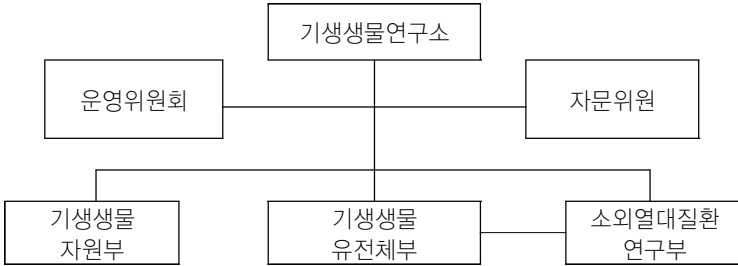 기생생물연구소
운영위원회
자문위원
기생생물
자원부
기생생물
유전체부
소외열대질환
연구부